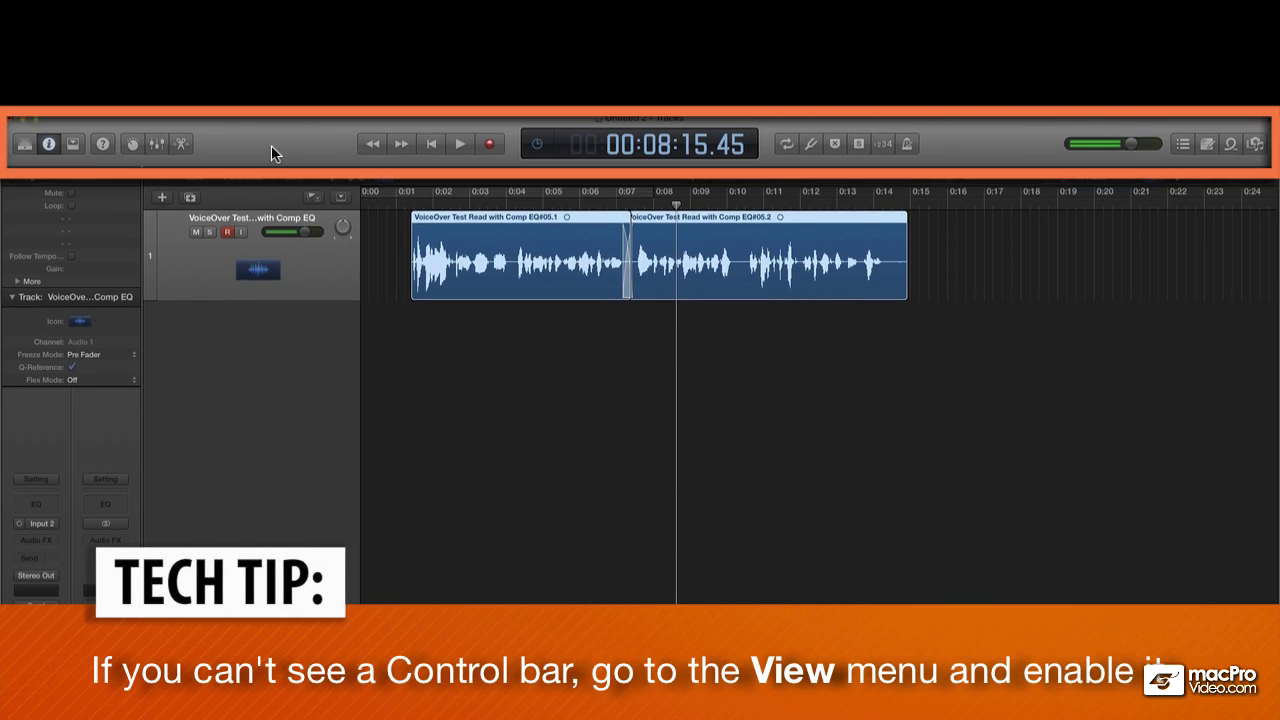 Untitled 2 - Tracks
00:08:15.45
1234
Mute:
Loop:
Follow Tempo...
Gain:
More
Track: VoiceOve...Comp EQ
Icon:
Channel: Audio 1
Freeze Mode: Pre Fader
Q-Reference:
Flex Mode: Off
Setting Setting
EQ EQ
Input 2
Audio FX Audio FX
Send
Stereo Out
1
VoiceOver Test...with Comp EQ
M S R I
0:00 0:01 0:02 0:03 0:04 0:05 0:06 0:07 0:08 0:09 0:10 0:11 0:12 0:13 0:14 0:15 0:16 0:17 0:18 0:19 0:20 0:21 0:22 0:23 0:24
VoiceOver Test Read with Comp EQ#05.1
VoiceOver Test Read with Comp EQ#05.2
TECH TIP:
If you can't see a Control bar, go to the View menu and enable it
macPro
Video.com